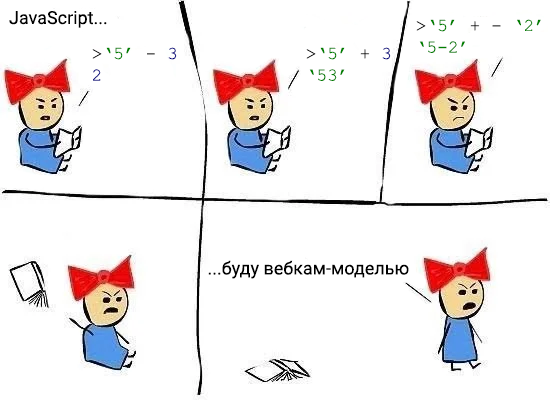 JavaScript...
>‘5’ - 3
2
>‘5’ + 3
‘53’
>‘5’ + - ‘2’
‘5-2’
...буду вебкам-моделью